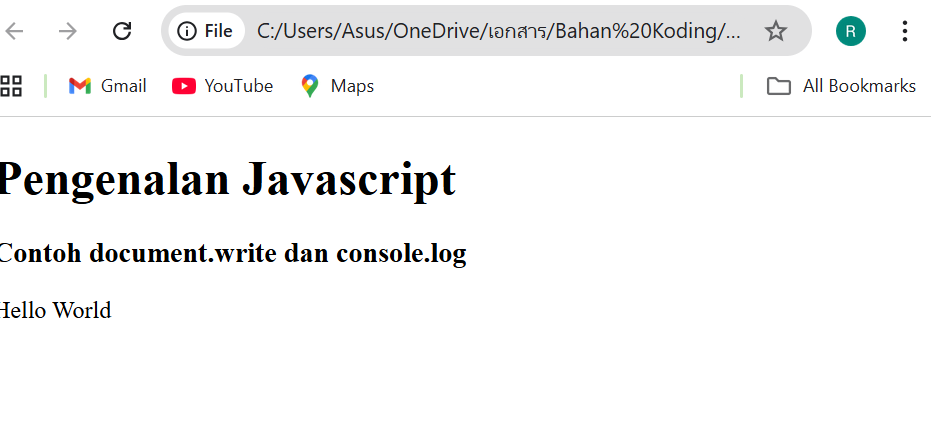 File C:/Users/Asus/OneDrive/เอกสาร/Bahan%20Koding/... R
Gmail YouTube Maps All Bookmarks
Pengenalan Javascript
Contoh document.write dan console.log
Hello World